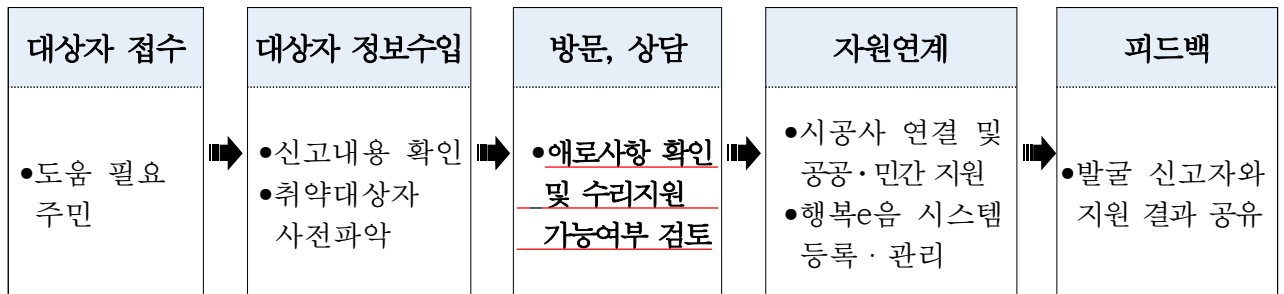 대상자 접수
●도움 필요
주민
대상자 정보수입
●신고내용 확인
●취약대상자
사전파악
방문, 상담
●애로사항 확인
및 수리지원
가능여부 검토
자원연계
●시공사 연결 및
공공·민간 지원
●행복e음 시스템
등록·관리
피드백
●발굴 신고자와
지원 결과 공유